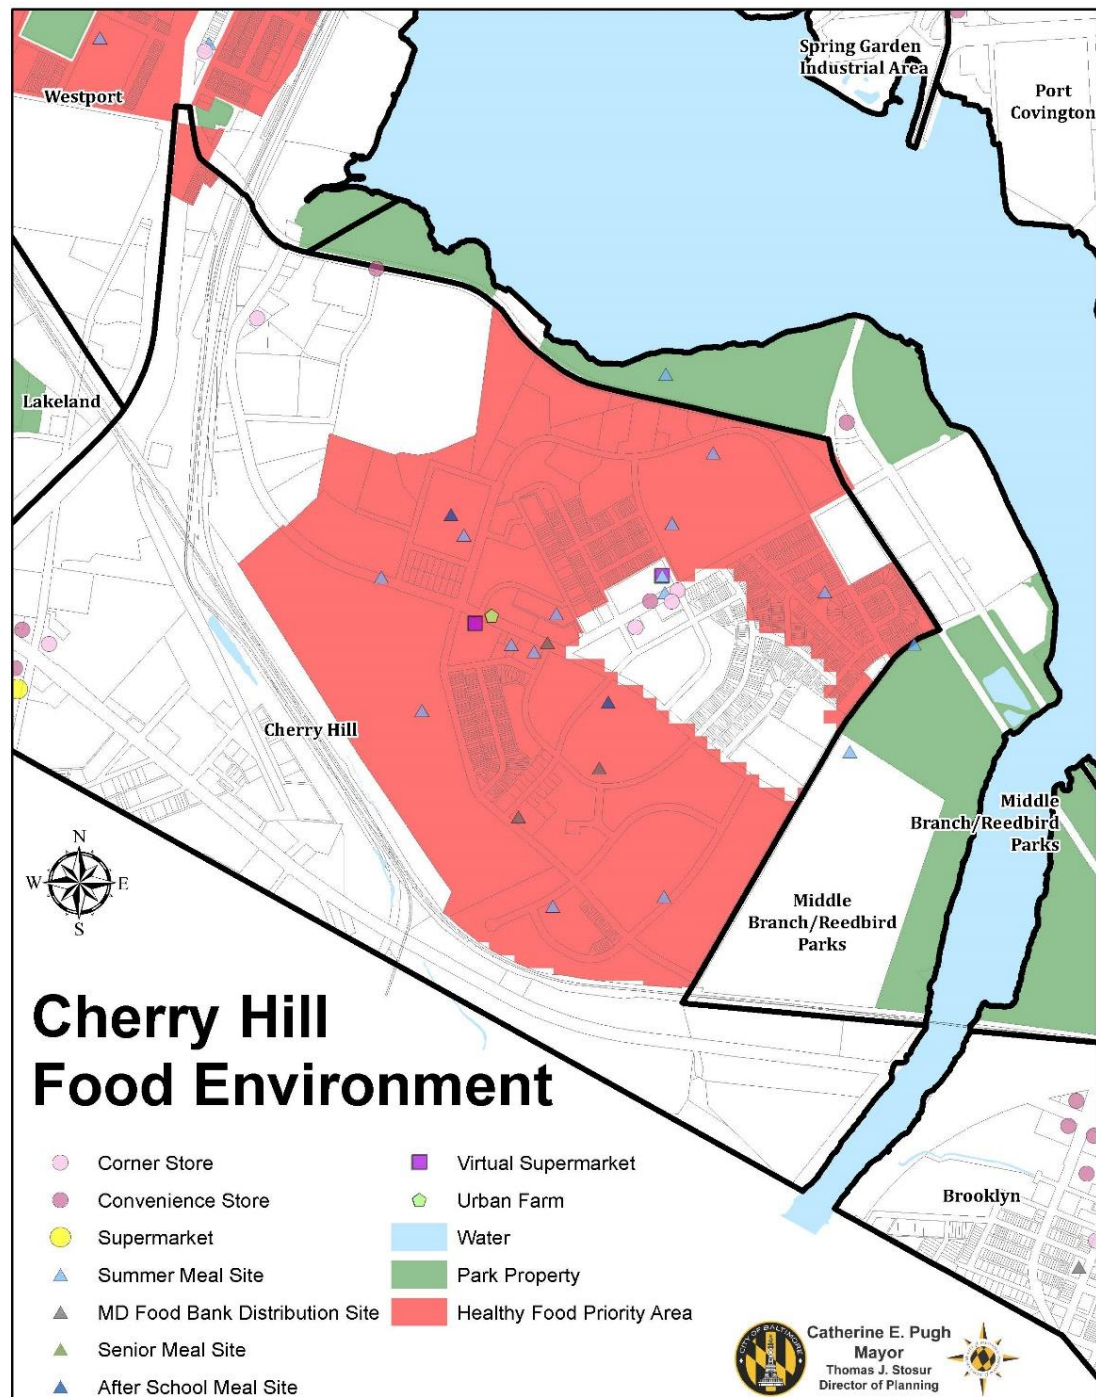 Spring Garden
Industrial Area
Westport
Port
Covington
Lakeland
Cherry Hill
Middle
Branch/Reedbird
Parks
Middle
Branch/Reedbird
Parks
N
W
E
S
Brooklyn
Cherry Hill
Food Environment
Corner Store
Convenience Store
Supermarket
Summer Meal Site
MD Food Bank Distribution Site
Senior Meal Site
After School Meal Site
Virtual Supermarket
Urban Farm
Water
Park Property
Healthy Food Priority Area
CITY OF BALTIMORE
Catherine E. Pugh
Mayor
Thomas J. Stosur
Director of Planning